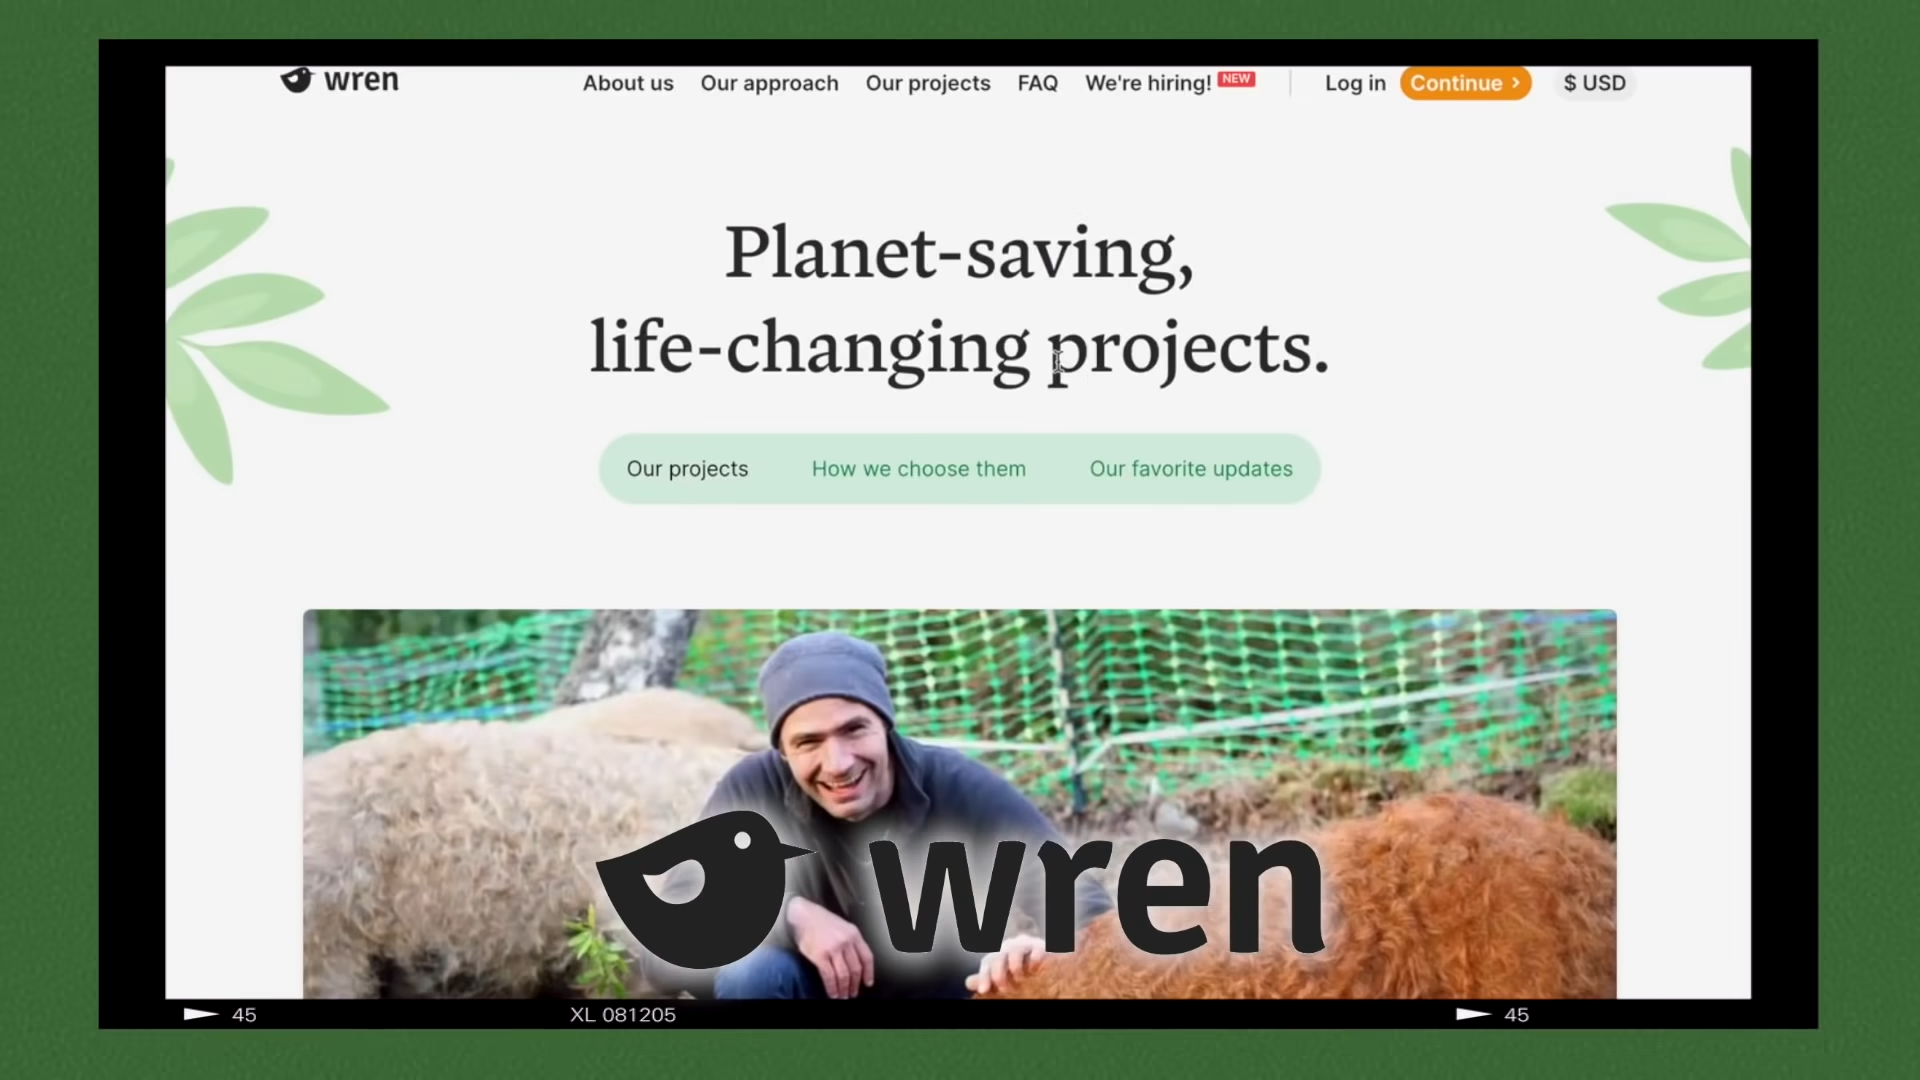 wren
About us
Our approach
Our projects
FAQ
We're hiring! NEW
Log in
Continue
$ USD
Planet-saving,
life-changing projects.
Our projects
How we choose them
Our favorite updates
wren
45
XL 081205
45